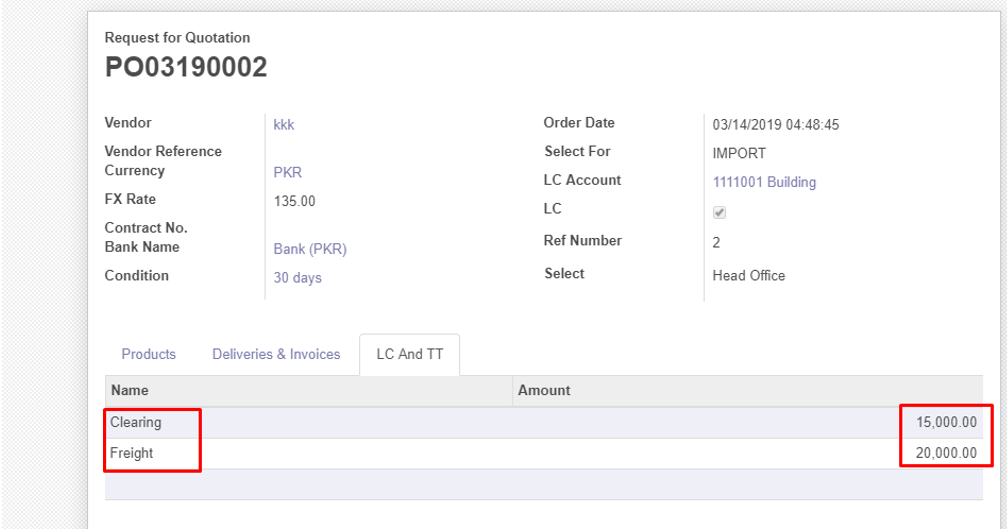 Request for Quotation
PO03190002
Vendor kkk
Vendor Reference
Currency PKR
FX Rate 135.00
Contract No.
Bank Name Bank (PKR)
Condition 30 days
Order Date 03/14/2019 04:48:45
Select For IMPORT
LC Account 1111001 Building
LC
Ref Number 2
Select Head Office
Products Deliveries & Invoices LC And TT
Name Amount
Clearing 15,000.00
Freight 20,000.00